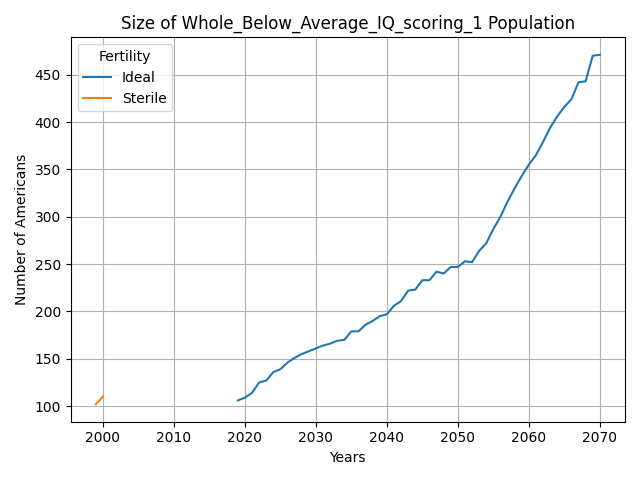 Size of Whole_Below_Average_IQ_scoring_1 Population
Fertility
Ideal
Sterile
Number of Americans
450
400
350
300
250
200
150
100
2000 2010 2020 2030 2040 2050 2060 2070
Years